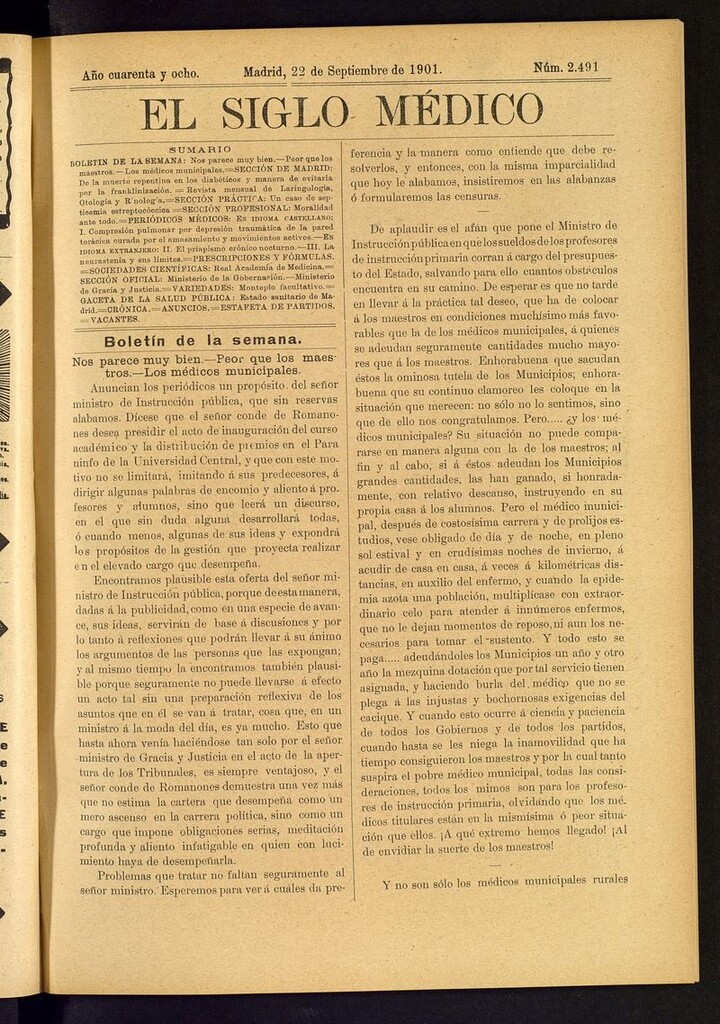 Año cuarenta y ocho.
Madrid, 22 de Septiembre de 1901.
Núm. 2.491
EL SIGLO MÉDICO
SUMARIO
BOLETÍN DE LA SEMANA: Nos parece muy bien.—Peor que los
maestros.—Los médicos municipales.=SECCIÓN DE MADRID:
De la muerte repentina en los diabéticos y manera de evitarla
por la franklinización. = Revista mensual de Laringología,
Otología y Rinología.=SECCIÓN PRÁCTICA: Un caso de sep-
ticemia estreptocóccica=SECCIÓN PROFESIONAL: Moralidad
ante todo.=PERIÓDICOS MÉDICOS: EN IDIOMA CASTELLANO:
I. Compresión pulmonar por depresión traumática de la pared
torácica curada por el amasamiento y movimientos activos.—EN
IDIOMA EXTRANJERO: II. El priapismo crónico nocturno.—III. La
neurastenia y sus límites.=PRESCRIPCIONES Y FÓRMULAS.
=SOCIEDADES CIENTÍFICAS: Real Academia de Medicina.=
SECCIÓN OFICIAL: Ministerio de la Gobernación.—Ministerio
de Gracia y Justicia.=VARIEDADES: Montepío facultativo.=
GACETA DE LA SALUD PÚBLICA: Estado sanitario de Ma-
drid.=CRÓNICA.=ANUNCIOS.=ESTAFETA DE PARTIDOS.
=VACANTES.
Boletín de la semana.
Nos parece muy bien.—Peor que los maes-
tros.—Los médicos municipales.
Anuncian los periódicos un propósito del señor
ministro de Instrucción pública, que sin reservas
alabamos. Dícese que el señor conde de Romano-
nes desea presidir el acto de inauguración del curso
académico y la distribución de premios en el Para
ninfo de la Universidad Central, y que con este mo-
tivo no se limitará, imitando á sus predecesores, á
dirigir algunas palabras de encomio y aliento á pro-
fesores y alumnos, sino que leerá un discurso,
en el que sin duda alguna desarrollará todas,
ó cuando menos, algunas de sus ideas y expondrá
los propósitos de la gestión que proyecta realizar
en el elevado cargo que desempeña.
Encontramos plausible esta oferta del señor mi-
nistro de Instrucción pública, porque de esta manera,
dadas á la publicidad, como en una especie de avan-
ce, sus ideas, servirán de base á discusiones y por
lo tanto á reflexiones que podrán llevar á su ánimo
los argumentos de las personas que las expongan;
y al mismo tiempo la encontramos también plausi-
ble porque seguramente no puede llevarse á efecto
un acto tal sin una preparación reflexiva de los
asuntos que en él se van á tratar, cosa que, en un
ministro á la moda del día, es ya mucho. Esto que
hasta ahora venía haciéndose tan solo por el señor
ministro de Gracia y Justicia en el acto de la aper-
tura de los Tribunales, es siempre ventajoso, y el
señor conde de Romanones demuestra una vez más
que no estima la cartera que desempeña como un
mero ascenso en la carrera política, sino como un
cargo que impone obligaciones serias, meditación
profunda y aliento infatigable en quien con luci-
miento haya de desempeñarla.
Problemas que tratar no faltan seguramente al
señor ministro. Esperemos para ver á cuáles da pre-
ferencia y la manera como entiende que debe re-
solverlos, y entonces, con la misma imparcialidad
que hoy le alabamos, insistiremos en las alabanzas
ó formularemos las censuras.
De aplaudir es el afán que pone el Ministro de
Instrucción pública en que los sueldos de los profesores
de instrucción primaria corran á cargo del presupues-
to del Estado, salvando para ello cuantos obstáculos
encuentra en su camino. De esperar es que no tarde
en llevar á la práctica tal deseo, que ha de colocar
á los maestros en condiciones muchísimo más favo-
rables que la de los médicos municipales, á quienes
se adeudan seguramente cantidades mucho mayo-
res que á los maestros. Enhorabuena que sacudan
éstos la ominosa tutela de los Municipios; enhora-
buena que su continuo clamoreo les coloque en la
situación que merecen: no sólo no lo sentimos, sino
que de ello nos congratulamos. Pero..... ¿y los mé-
dicos municipales? Su situación no puede compa-
rarse en manera alguna con la de los maestros; al
fin y al cabo, si á éstos adeudan los Municipios
grandes cantidades, las han ganado, si honrada-
mente, con relativo descanso, instruyendo en su
propia casa á los alumnos. Pero el médico munici-
pal, después de costosísima carrera y de prolijos es-
tudios, vese obligado de día y de noche, en pleno
sol estival y en crudísimas noches de invierno, á
acudir de casa en casa, á veces á kilométricas dis-
tancias, en auxilio del enfermo, y cuando la epide-
mia azota una población, multiplícase con extraor-
dinario celo para atender á innúmeros enfermos,
que no le dejan momentos de reposo, ni aun los ne-
cesarios para tomar el sustento. Y todo esto se
paga..... adeudándoles los Municipios un año y otro
año la mezquina dotación que por tal servicio tienen
asignada, y haciendo burla del médico que no se
plega á las injustas y bochornosas exigencias del
cacique. Y cuando esto ocurre á ciencia y paciencia
de todos los Gobiernos y de todos los partidos,
cuando hasta se les niega la inamovilidad que ha
tiempo consiguieron los maestros y por la cual tanto
suspira el pobre médico municipal, todas las consi-
deraciones, todos los mimos son para los profeso-
res de instrucción primaria, olvidando que los mé-
dicos titulares están en la mismísima ó peor situa-
ción que ellos. ¡A qué extremo hemos llegado! ¡Al
de envidiar la suerte de los maestros!
Y no son sólo los médicos municipales rurales